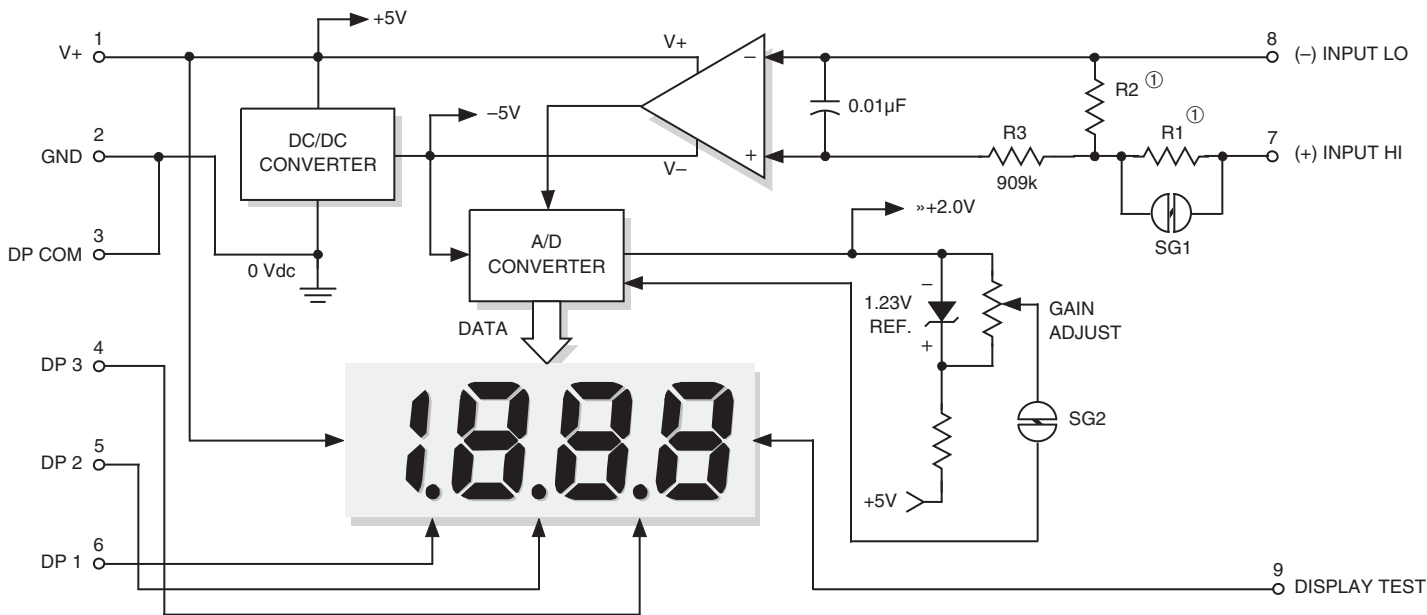 +5V
1
V+
V+
8
(–) INPUT LO
–
R2 ①
–5V
0.01µF
DC/DC
CONVERTER
R1 ①
2
GND
R3
7
(+) INPUT HI
+
V–
909k
SG1
»+2.0V
3
DP COM
A/D
CONVERTER
0 Vdc
–
1.23V
REF.
+
GAIN
ADJUST
DATA
4
DP 3
1.8.8.8
SG2
5
DP 2
+5V
6
DP 1
9
DISPLAY TEST